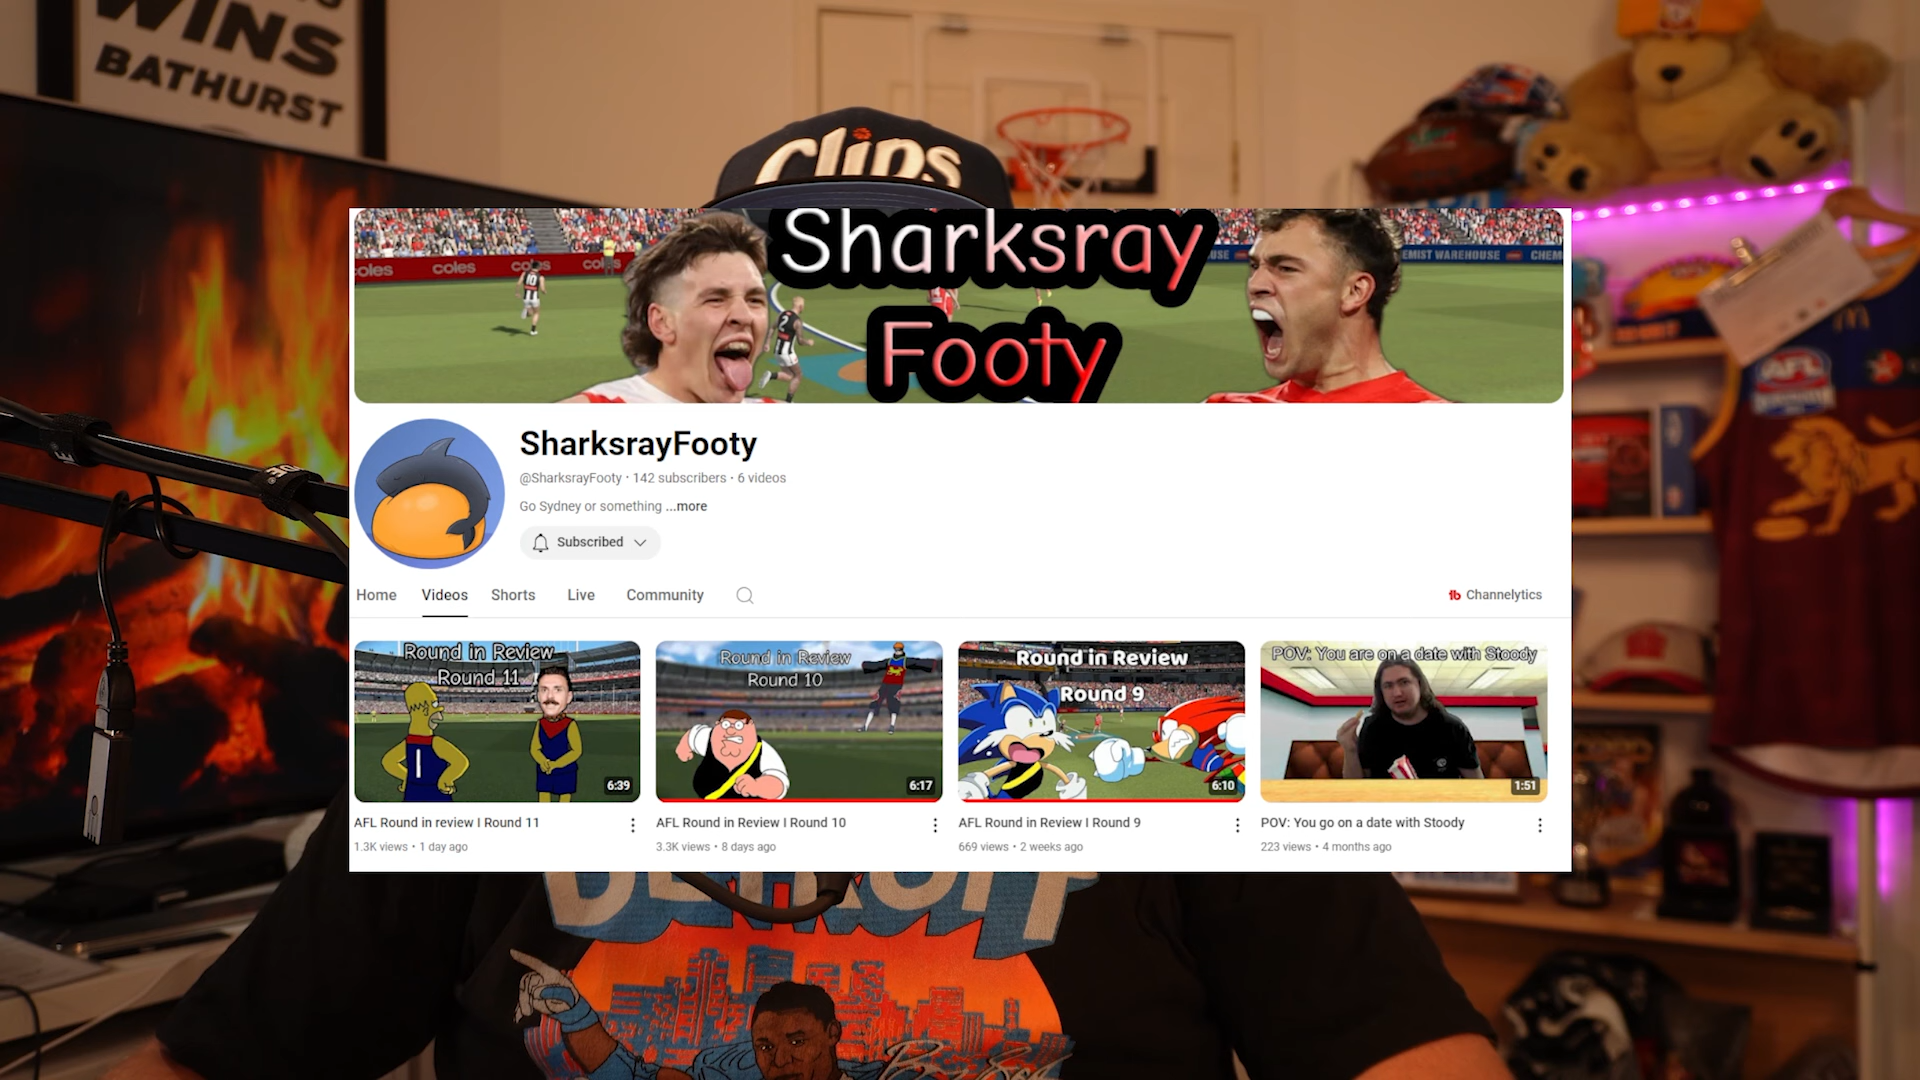 WINS
BATHURST
Clips
coles
coles
coles
Sharksray
Footy
EMIST WAREHOUSE
CHEM
AFL
SharksrayFooty
@SharksrayFooty · 142 subscribers · 6 videos
Go Sydney or something ...more
Subscribed
Home
Videos
Shorts
Live
Community
Channelytics
Round in Review
Round 11
6:39
Round in Review
Round 10
6:17
Round in Review
Round 9
6:10
POV: You are on a date with Stoody
1:51
AFL Round in review I Round 11
1.3K views • 1 day ago
AFL Round in Review I Round 10
3.3K views • 8 days ago
AFL Round in Review I Round 9
669 views • 2 weeks ago
POV: You go on a date with Stoody
223 views • 4 months ago
DETROIT